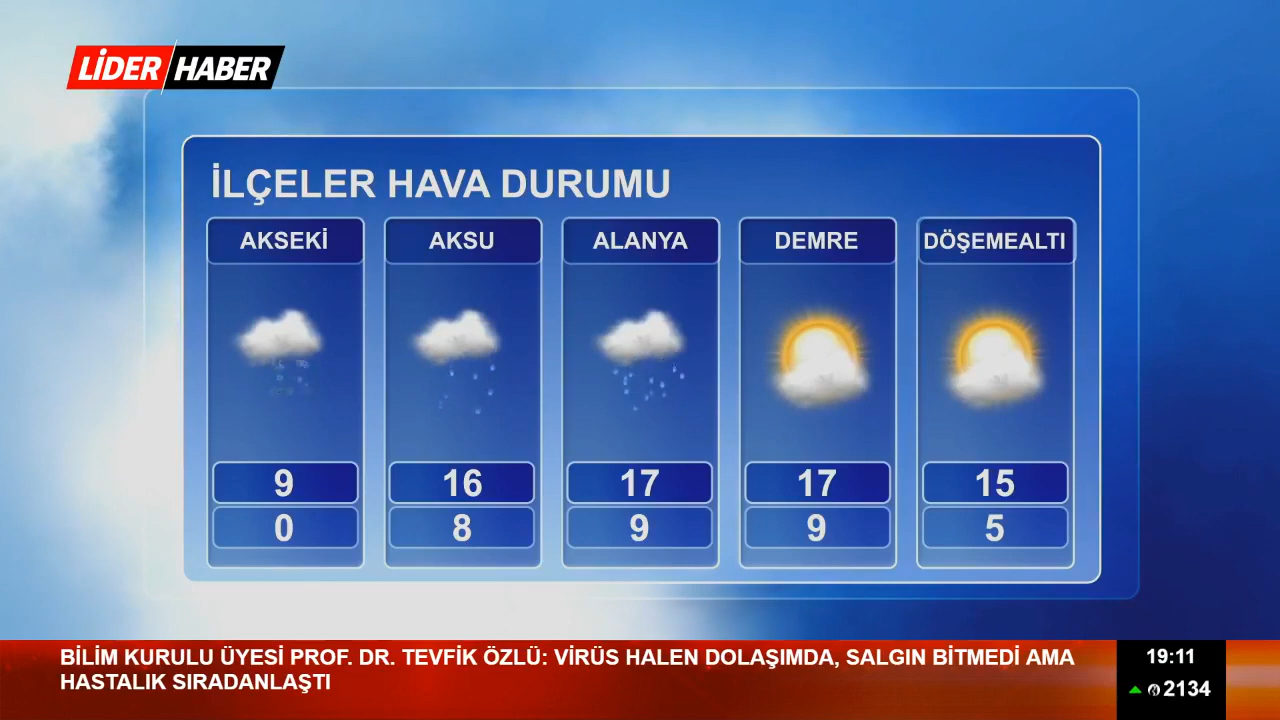 LİDER HABER
İLÇELER HAVA DURUMU
AKSEKİ AKSU ALANYA DEMRE DÖŞEMEALTI
9 16 17 17 15
0 8 9 9 5
BİLİM KURULU ÜYESİ PROF. DR. TEVFİK ÖZLÜ: VİRÜS HALEN DOLAŞIMDA, SALGIN BİTMEDİ AMA
HASTALIK SIRADANLAŞTI
19:11
2134